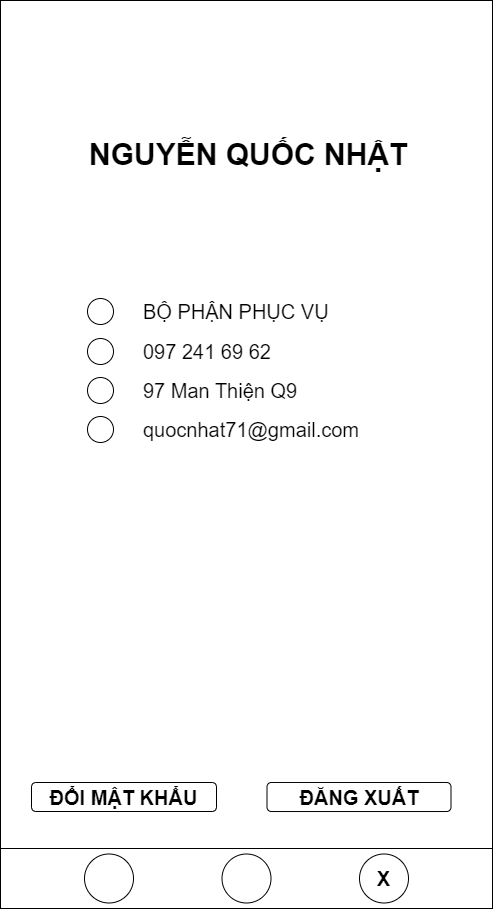 NGUYỄN QUỐC NHẬT
BỘ PHẬN PHỤC VỤ
097 241 69 62
97 Man Thiện Q9
quocnhat71@gmail.com
ĐỔI MẬT KHẨU
ĐĂNG XUẤT
X